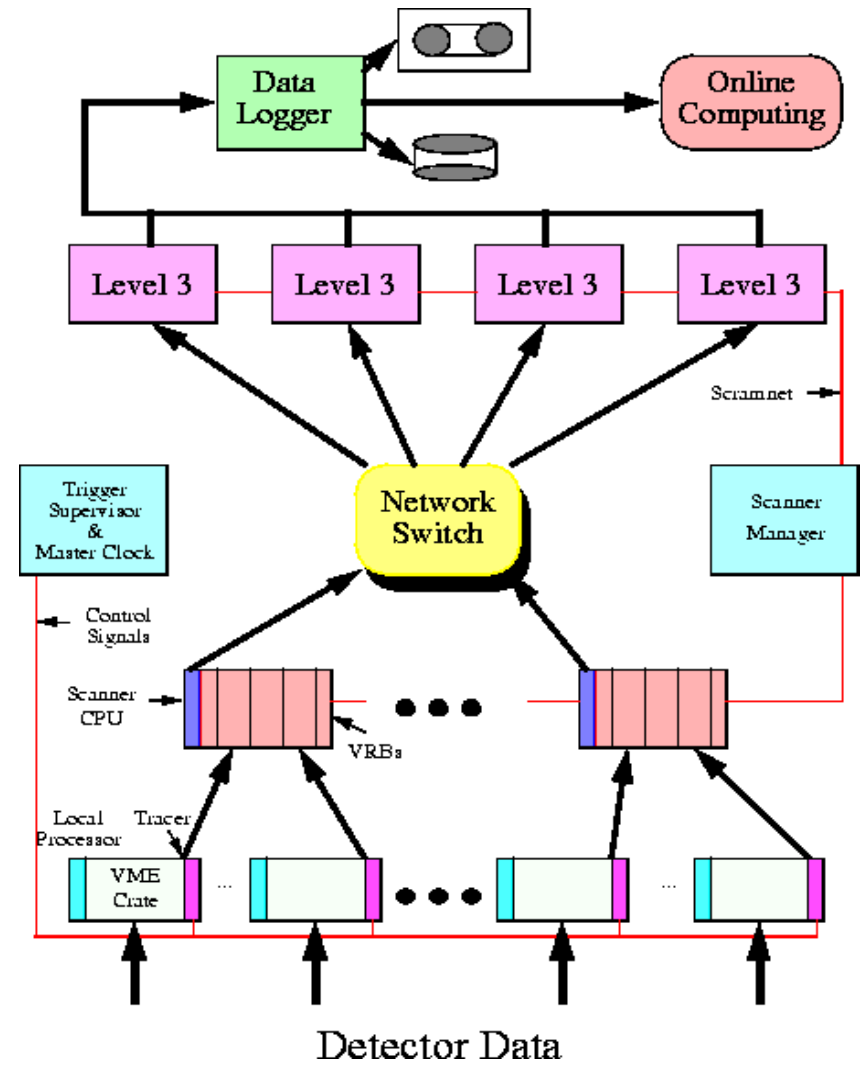 Data
Logger
Online
Computing
Level 3
Level 3
Level 3
Level 3
Scramnet
Trigger
Supervisor
&
Master Clock
Network
Switch
Scanner
Manager
Control
Signals
Scanner
CPU
VRBs
Local
Processor
Tracer
VME
Crate
...
...
Detector Data